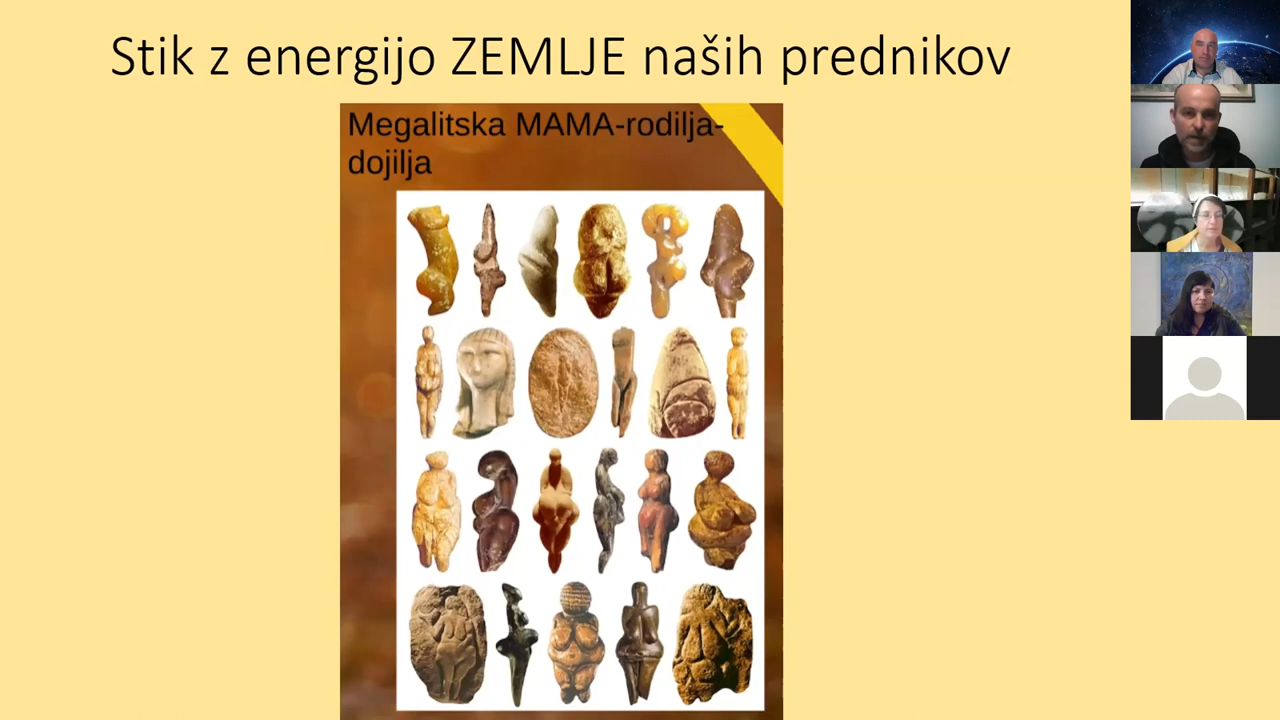 Stik z energijo ZEMLJE naših prednikov
Megalitska MAMA-rodilja-
dojilja